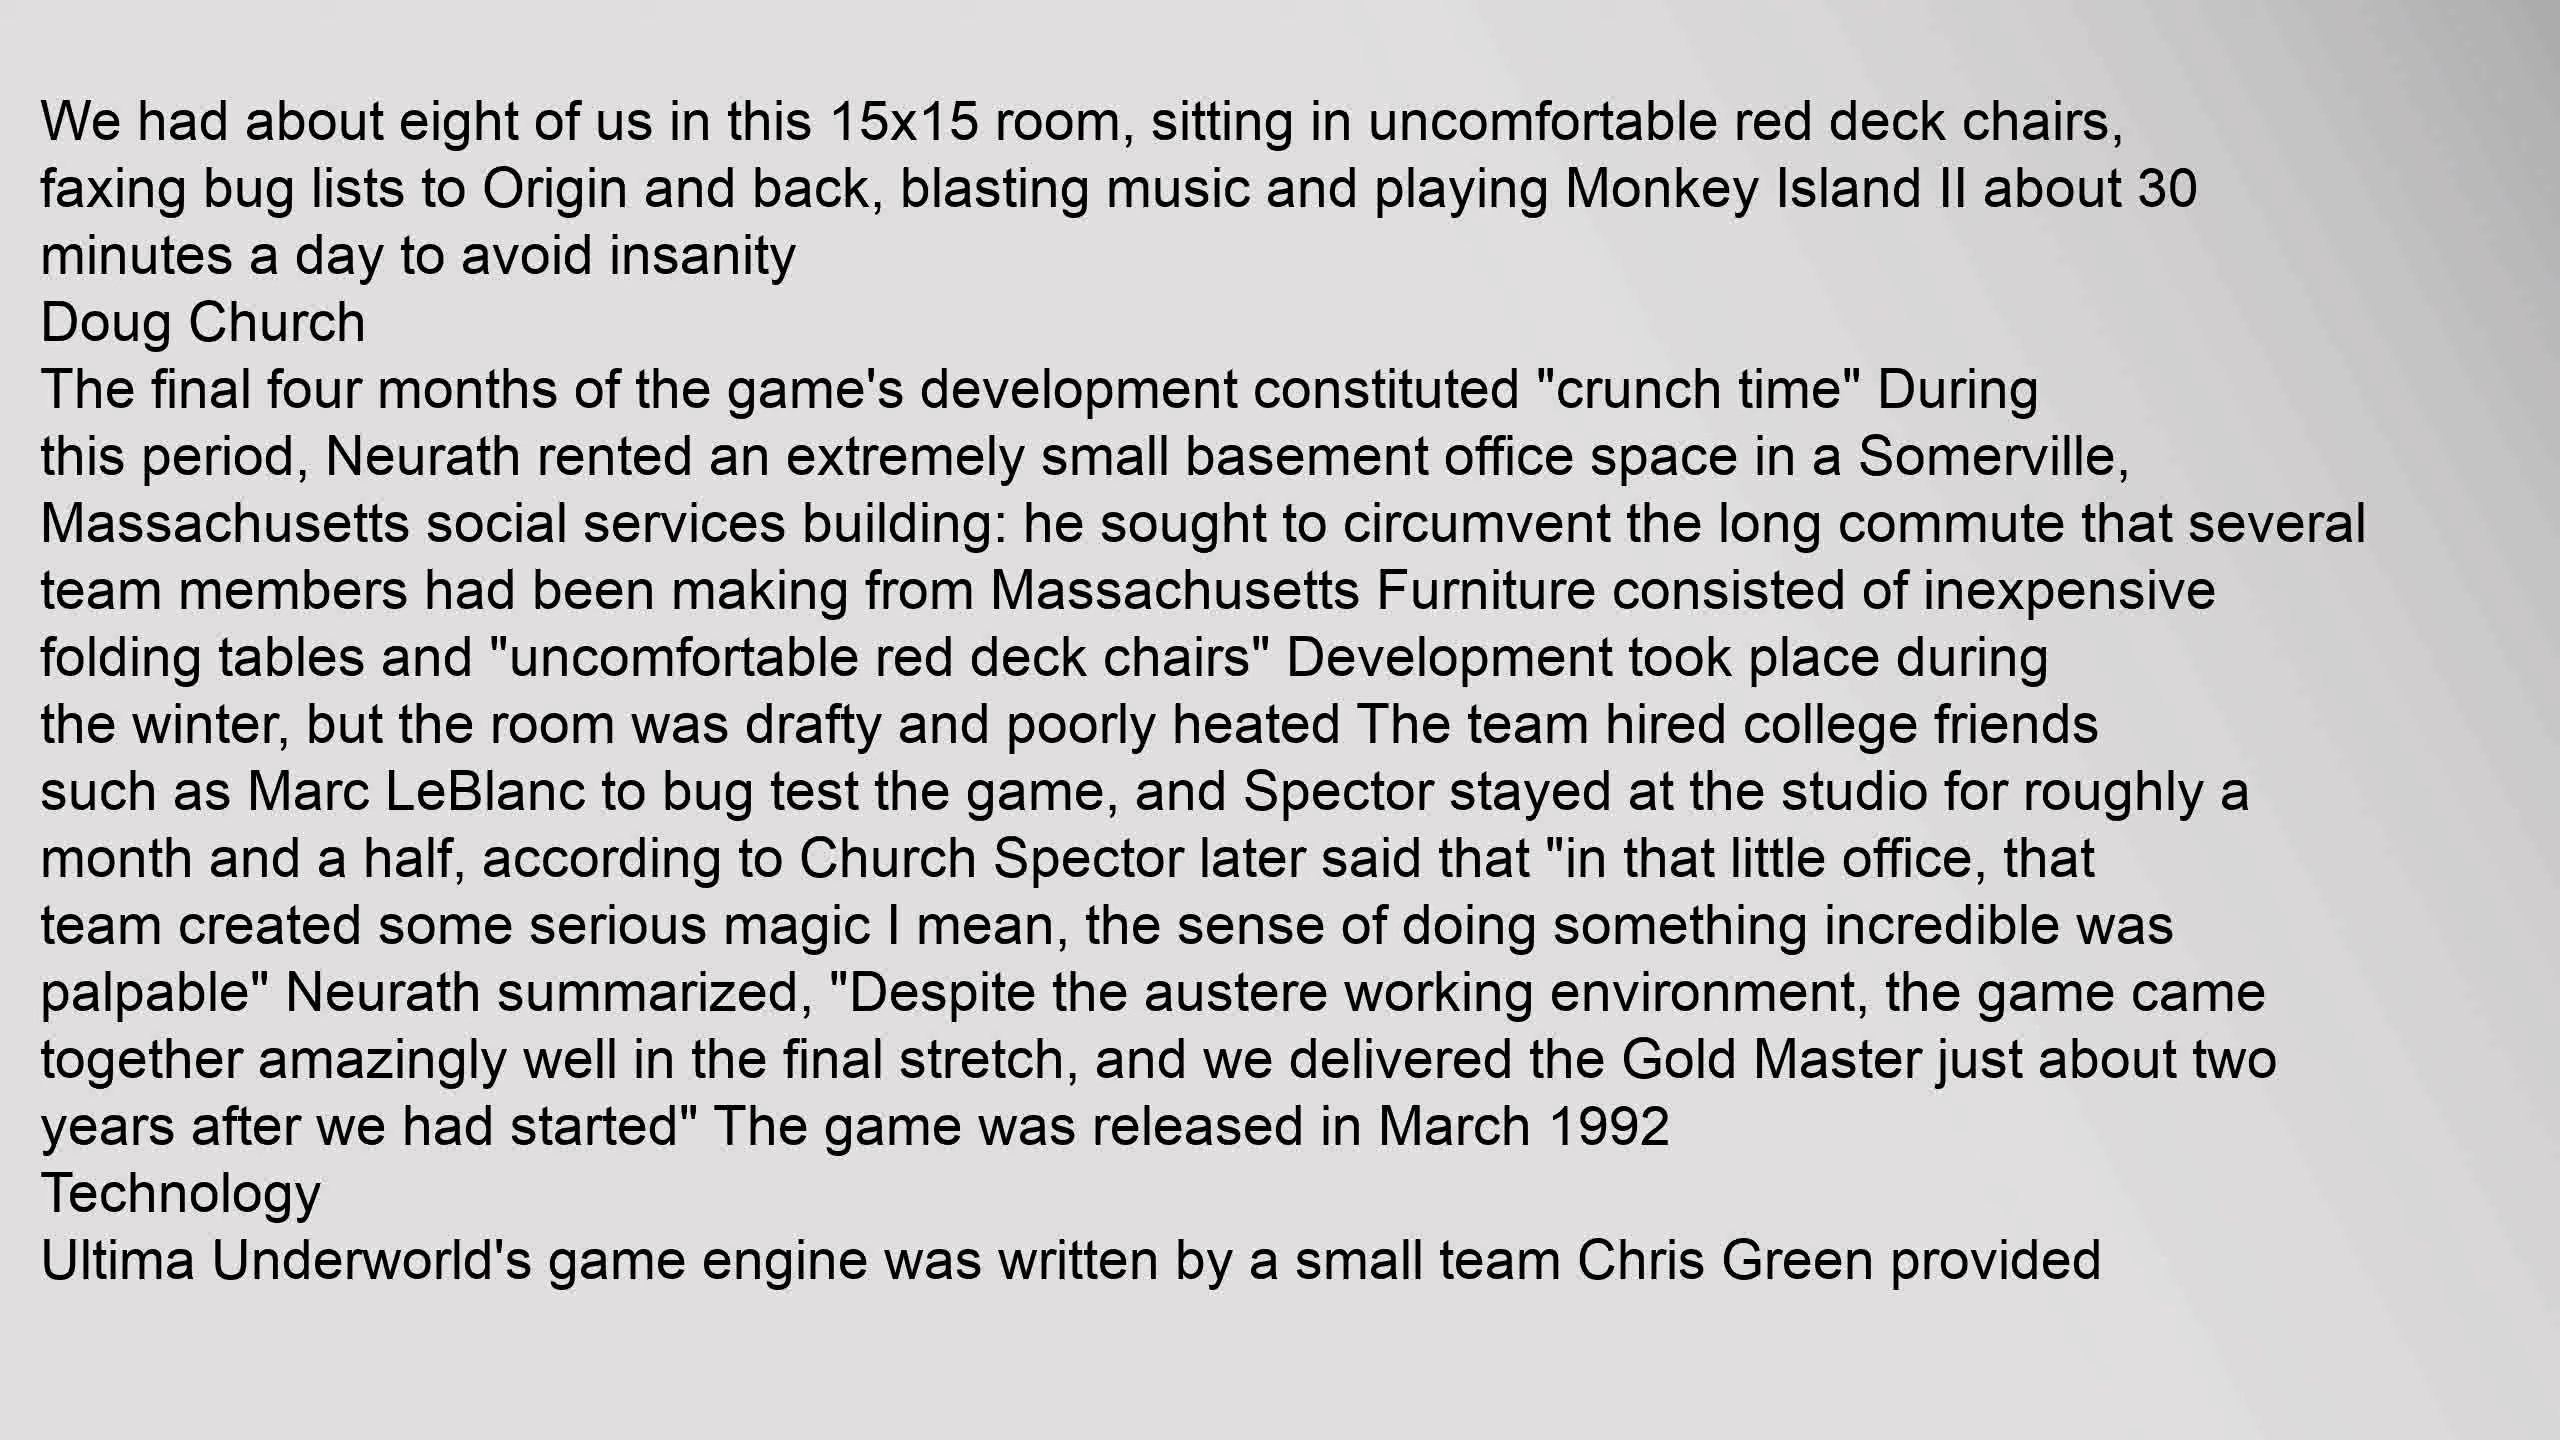 We had about eight of us in this 15x15 room, sitting in uncomfortable red deck chairs,
faxing bug lists to Origin and back, blasting music and playing Monkey Island II about 30
minutes a day to avoid insanity
Doug Church
The final four months of the game's development constituted "crunch time" During
this period, Neurath rented an extremely small basement office space in a Somerville,
Massachusetts social services building: he sought to circumvent the long commute that several
team members had been making from Massachusetts Furniture consisted of inexpensive
folding tables and "uncomfortable red deck chairs" Development took place during
the winter, but the room was drafty and poorly heated The team hired college friends
such as Marc LeBlanc to bug test the game, and Spector stayed at the studio for roughly a
month and a half, according to Church Spector later said that "in that little office, that
team created some serious magic I mean, the sense of doing something incredible was
palpable" Neurath summarized, "Despite the austere working environment, the game came
together amazingly well in the final stretch, and we delivered the Gold Master just about two
years after we had started" The game was released in March 1992
Technology
Ultima Underworld's game engine was written by a small team Chris Green provided